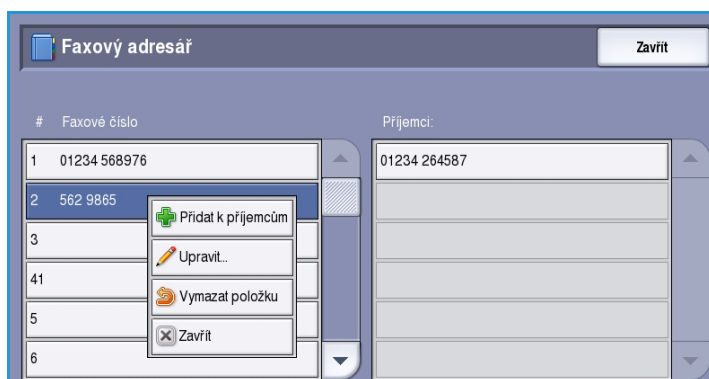 Faxový adresář
Zavřít
# Faxové číslo
Příjemci:
1 01234 568976
01234 264587
2 562 9865
Přidat k příjemcům
3
Upravit...
41
Vymazat položku
5
Zavřít
6